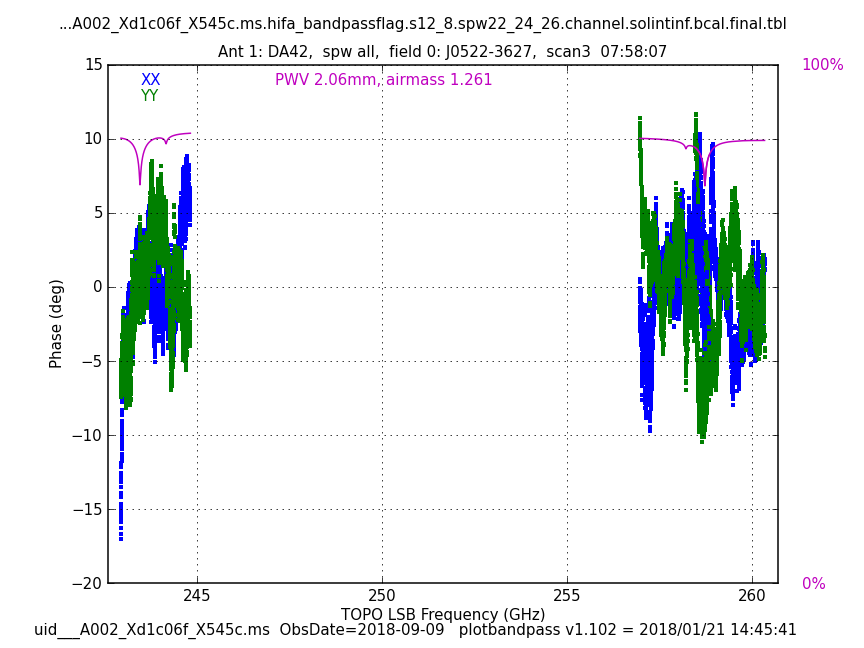 ...A002_Xd1c06f_X545c.ms.hifa_bandpassflag.s12_8.spw22_24_26.channel.solintinf.bcal.final.tbl
Ant 1: DA42,  spw all,  field 0: J0522-3627,  scan3  07:58:07
XX
YY
PWV 2.06mm, airmass 1.261
100%
0%
15
10
5
0
−5
−10
−15
−20
Phase (deg)
245
250
255
260
TOPO LSB Frequency (GHz)
uid___A002_Xd1c06f_X545c.ms  ObsDate=2018-09-09   plotbandpass v1.102 = 2018/01/21 14:45:41